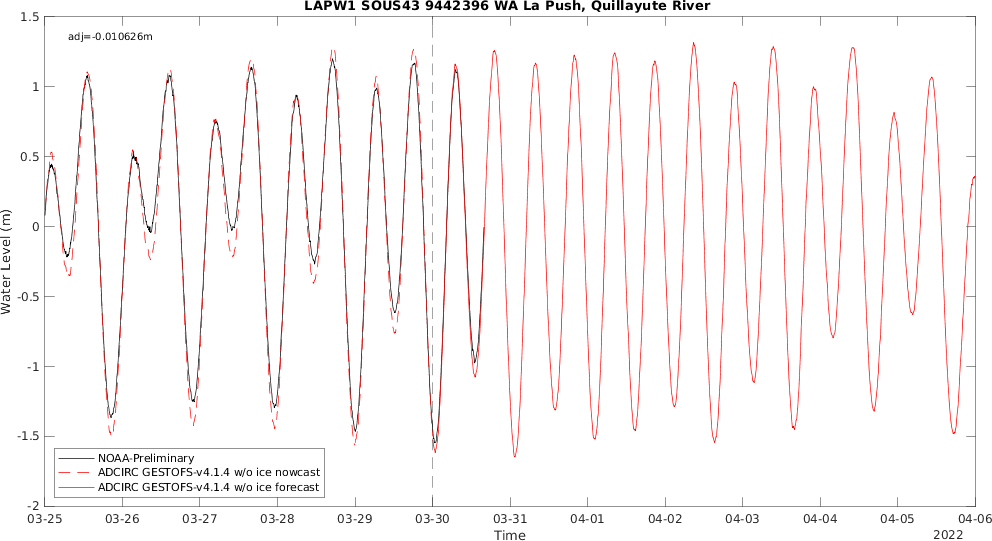 LAPW1 SOUS43 9442396 WA La Push, Quillayute River
adj=-0.010626m
Water Level (m)
1.5
1
0.5
0
-0.5
-1
-1.5
-2
NOAA-Preliminary
ADCIRC GESTOFS-v4.1.4 w/o ice nowcast
ADCIRC GESTOFS-v4.1.4 w/o ice forecast
03-25 03-26 03-27 03-28 03-29 03-30 03-31 04-01 04-02 04-03 04-04 04-05 04-06
Time
2022